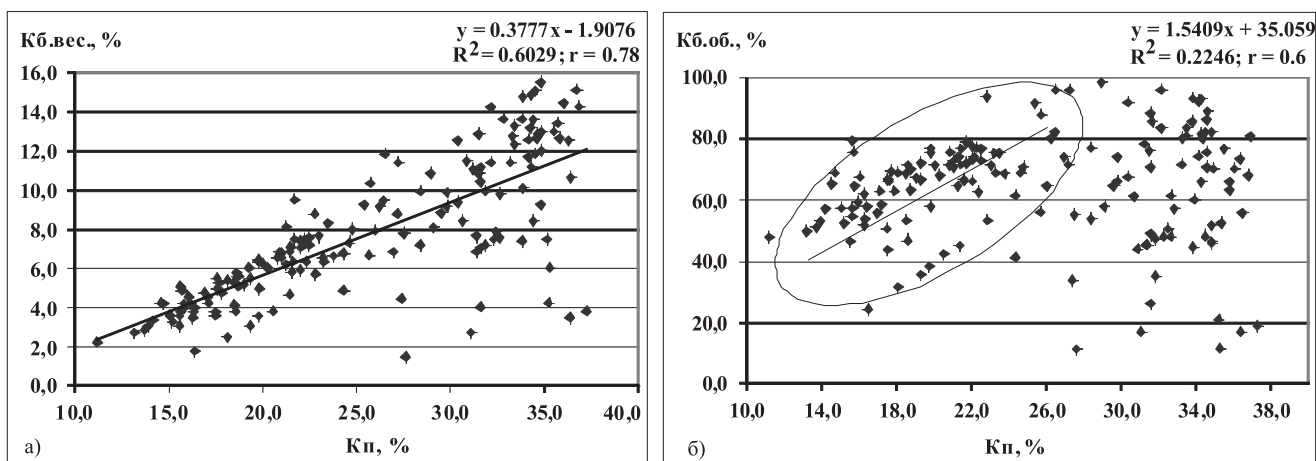 y = 0.3777x - 1.9076
R2 = 0.6029; r = 0.78
Кб.вес., %
16,0
14,0
12,0
10,0
8,0
6,0
4,0
2,0
0,0
10,0 15,0 20,0 25,0 30,0 35,0 40,0
Кп, %
а)
y = 1.5409x + 35.059
R2 = 0.2246; r = 0.6
Кб.об., %
100,0
80,0
60,0
40,0
20,0
0,0
10,0 14,0 18,0 22,0 26,0 30,0 34,0 38,0
Кп, %
б)